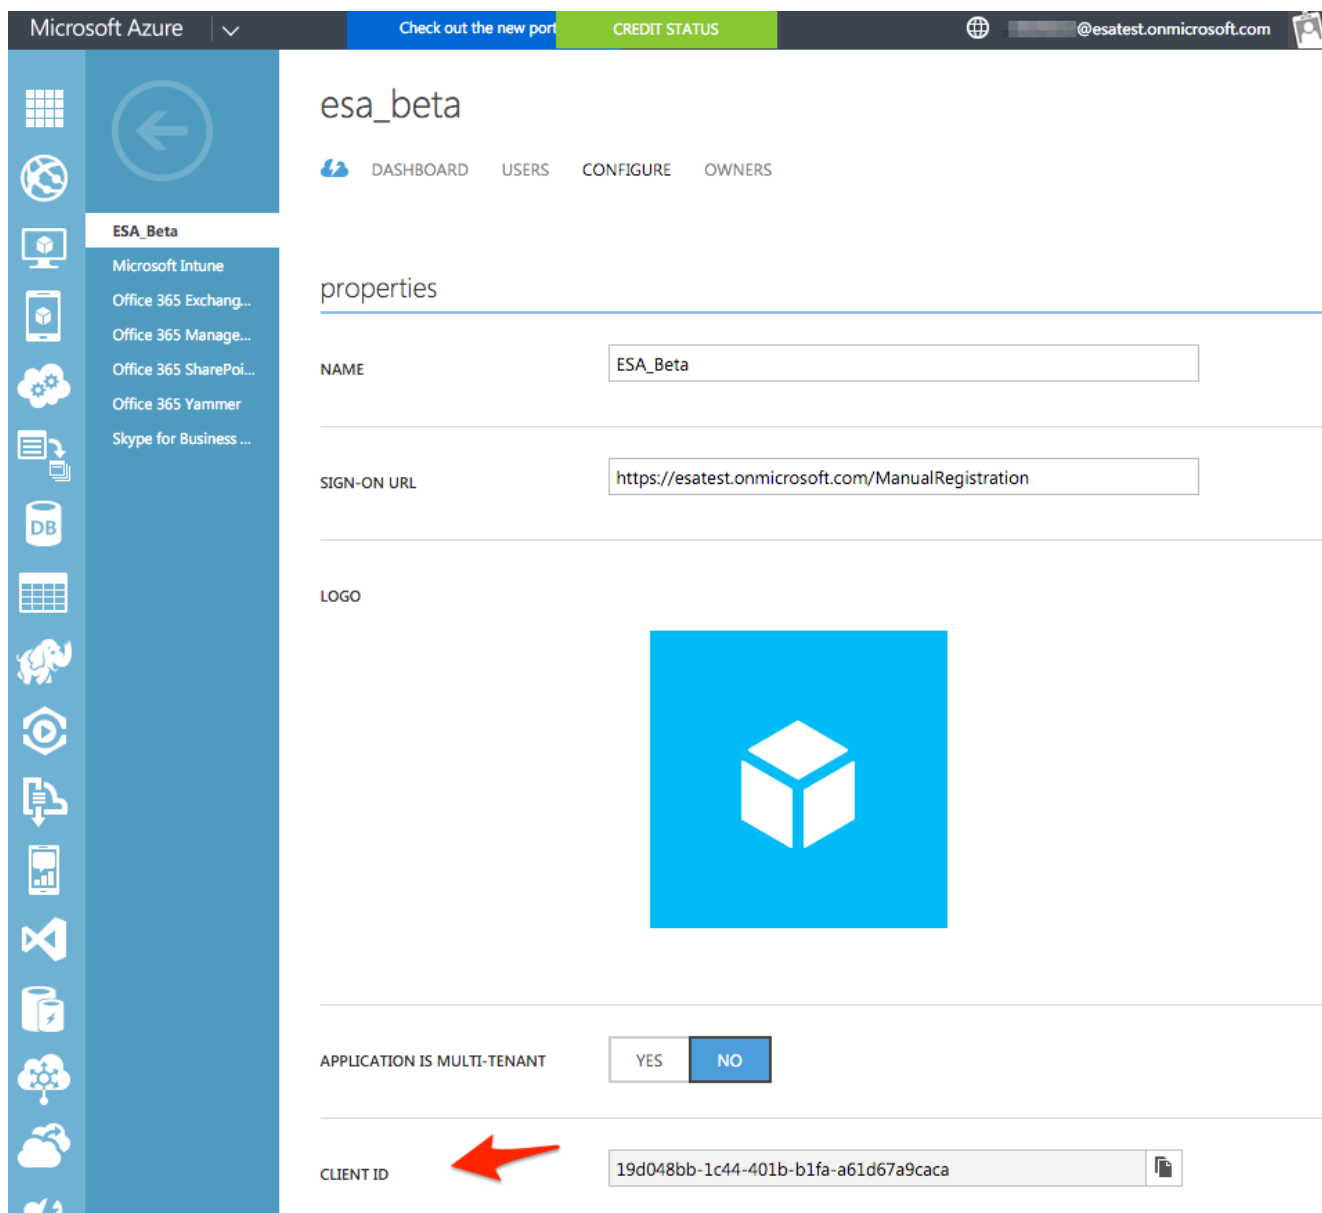 Microsoft Azure
Check out the new port
CREDIT STATUS
@esatest.onmicrosoft.com
esa_beta
DASHBOARD USERS CONFIGURE OWNERS
ESA_Beta
Microsoft Intune
Office 365 Exchang...
Office 365 Manage...
Office 365 SharePoi...
Office 365 Yammer
Skype for Business ...
DB
properties
NAME ESA_Beta
SIGN-ON URL https://esatest.onmicrosoft.com/ManualRegistration
LOGO
APPLICATION IS MULTI-TENANT YES NO
CLIENT ID 19d048bb-1c44-401b-b1fa-a61d67a9caca